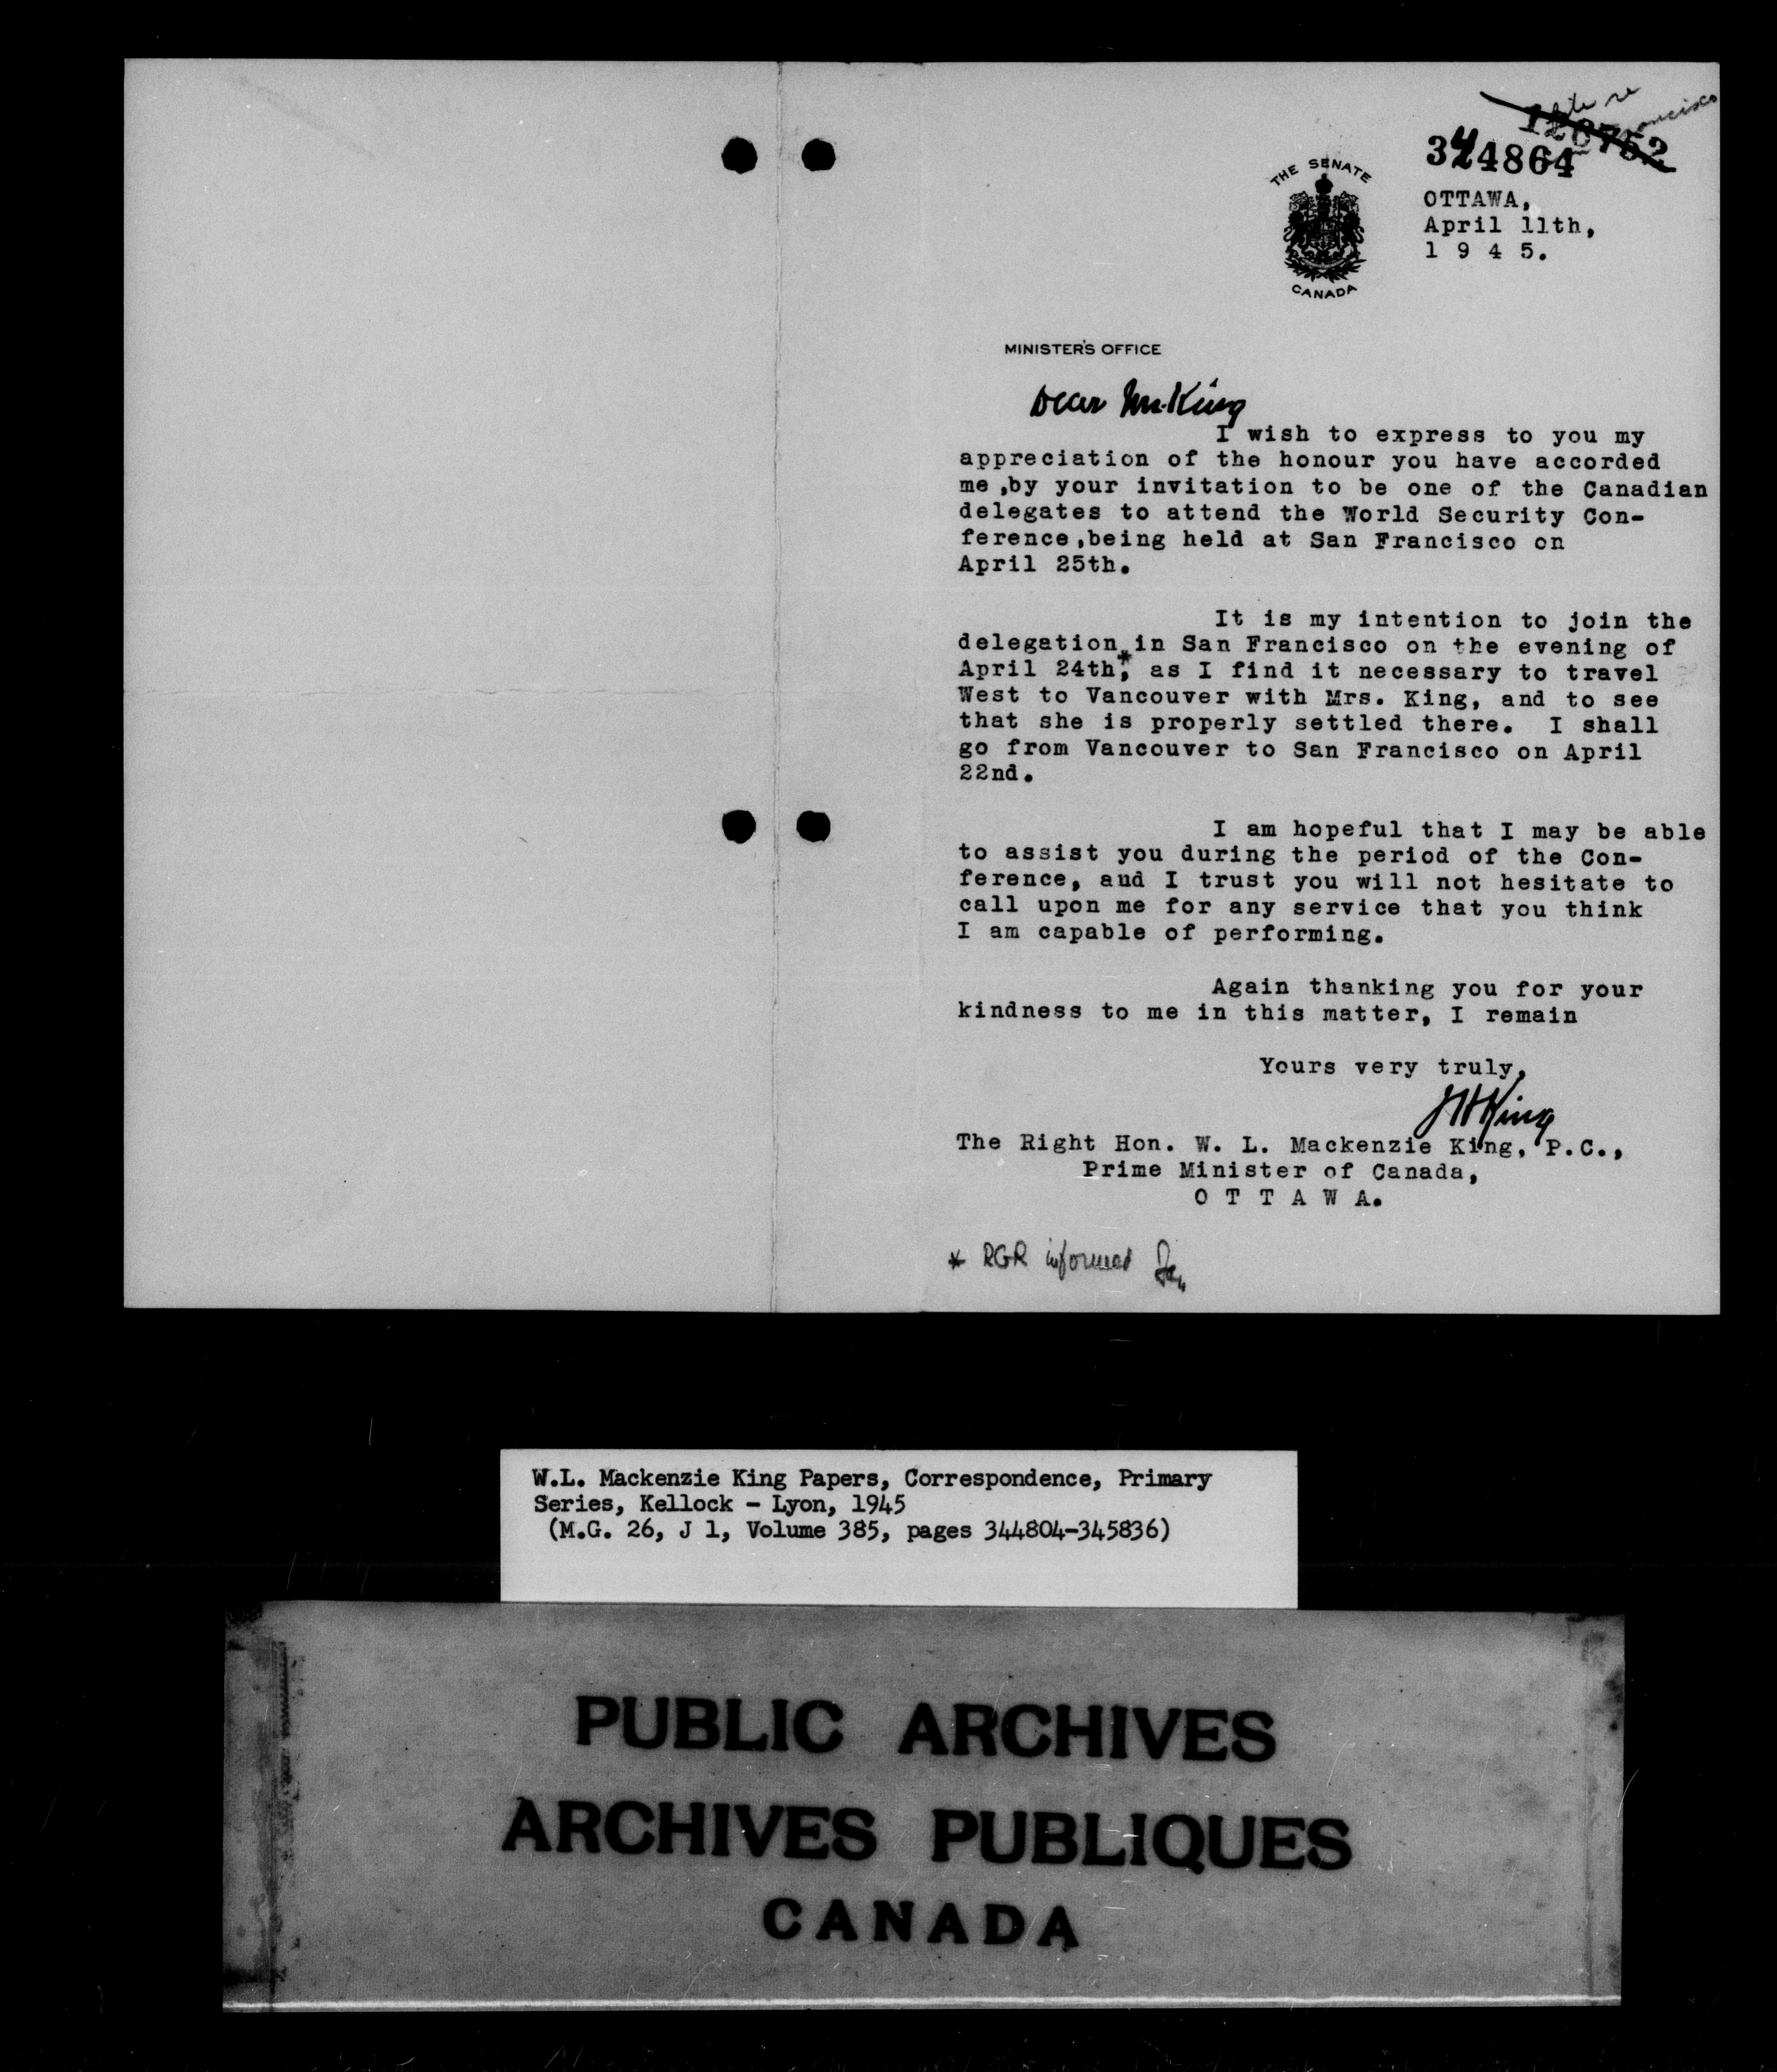 126752
344864
THE SENATE
CANADA
OTTAWA,
April 11th,
1 9 4 5.
MINISTER'S OFFICE
Dear Mr. King
I wish to express to you my
appreciation of the honour you have accorded
me ,by your invitation to be one of the Canadian
delegates to attend the World Security Con-
ference,being held at San Francisco on
April 25th.
It is my intention to join the
delegation in San Francisco on the evening of
April 24th,* as I find it necessary to travel
West to Vancouver with Mrs. King, and to see
that she is properly settled there. I shall
go from Vancouver to San Francisco on April
22nd.
I am hopeful that I may be able
to assist you during the period of the Con-
ference, and I trust you will not hesitate to
call upon me for any service that you think
I am capable of performing.
Again thanking you for your
kindness to me in this matter, I remain
Yours very truly,
JHKing
The Right Hon. W. L. Mackenzie King, P.C.,
Prime Minister of Canada,
O T T A W A.
* RGR informed
W.L. Mackenzie King Papers, Correspondence, Primary
Series, Kellock - Lyon, 1945
(M.G. 26, J 1, Volume 385, pages 344804-345836)
PUBLIC ARCHIVES
ARCHIVES PUBLIQUES
CANADA